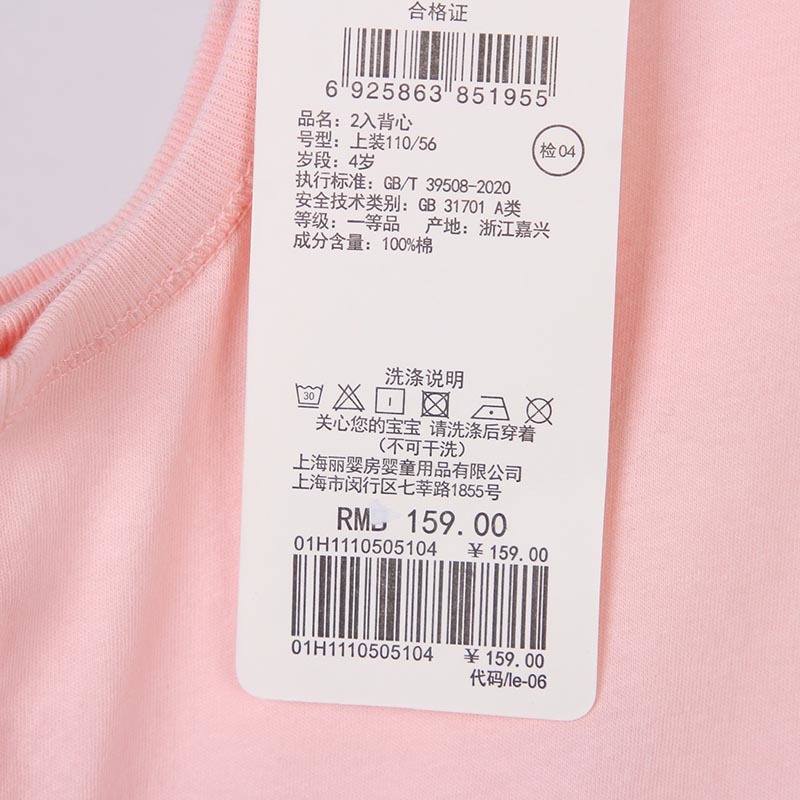 合格证
6 925863 851955
品名：2入背心
号型：上装110/56
检04
岁段：4岁
执行标准：GB/T 39508-2020
安全技术类别：GB 31701 A类
等级：一等品 产地：浙江嘉兴
成分含量：100%棉
洗涤说明
30
关心您的宝宝 请洗涤后穿着
（不可干洗）
上海丽婴房婴童用品有限公司
上海市闵行区七莘路1855号
RMB 159.00
01H1110505104 ￥159.00
01H1110505104 ￥159.00
代码/le-06